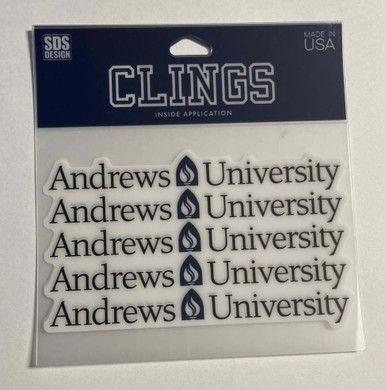 SDS
DESIGN
MADE IN
USA
CLINGS
INSIDE APPLICATION
Andrews University
Andrews University
Andrews University
Andrews University
Andrews University